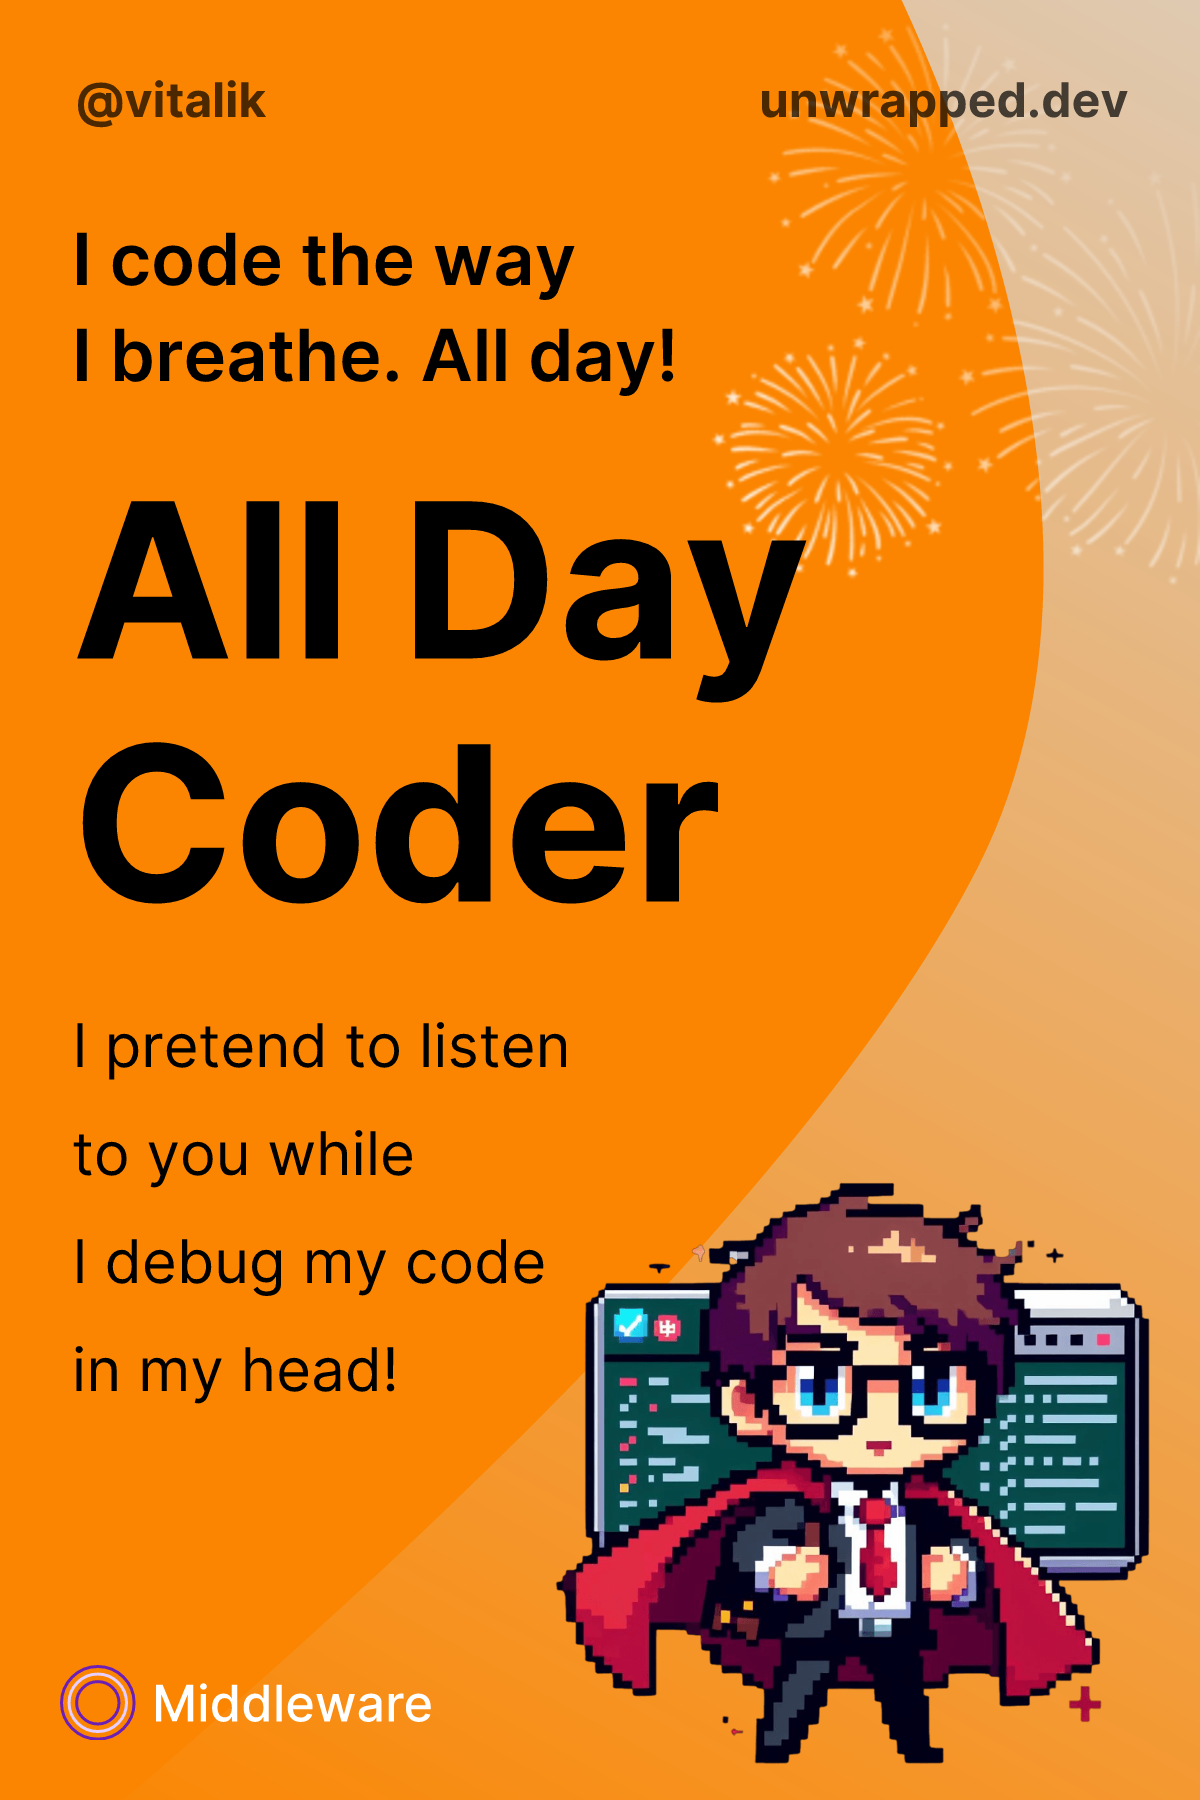 @vitalik
unwrapped.dev
I code the way
I breathe. All day!
All Day
Coder
I pretend to listen
to you while
I debug my code
in my head!
Middleware